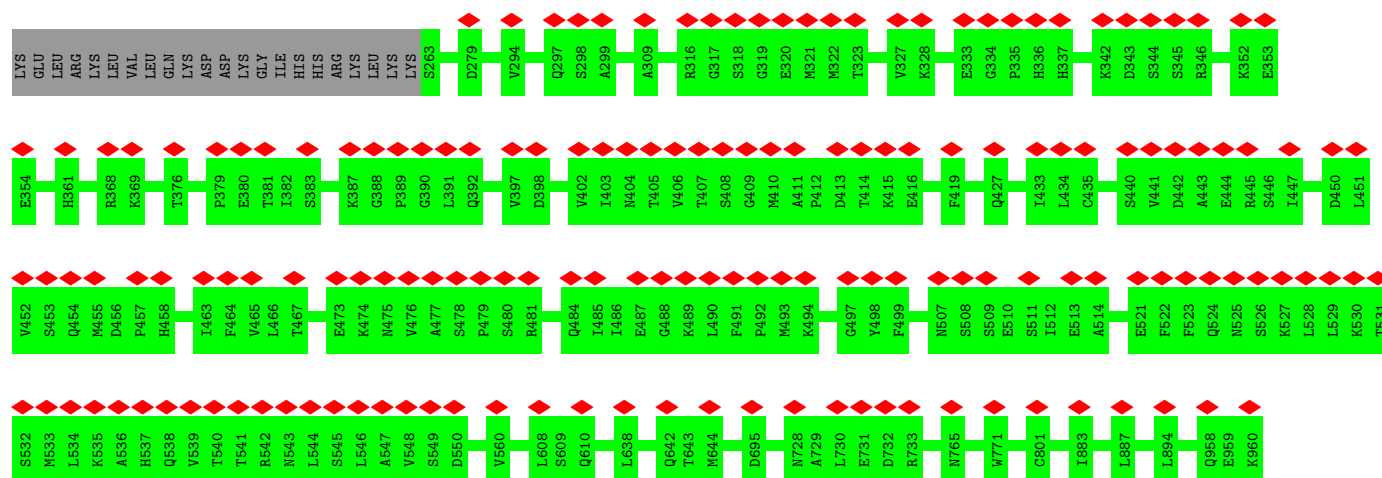 LYS GLU LEU ARG LYS LEU VAL LEU GLN LYS ASP ASP LYS GLY ILE HIS HIS ARG LYS LEU LYS LYS S263 D279 V294 Q297 S298 A299 A309 R316 G317 S318 G319 E320 M321 M322 T323 V327 K328 E333 G334 P335 H336 H337 K342 D343 S344 S345 R346 K352 E353
E354 H361 R368 K369 T376 P379 E380 T381 I382 S383 K387 G388 P389 G390 L391 Q392 V397 D398 V402 I403 N404 T405 V406 T407 S408 G409 M410 A411 P412 D413 T414 K415 E416 F419 Q427 I433 L434 C435 S440 V441 D442 A443 E444 R445 S446 I447 D450 L451
V452 S453 Q454 M455 D456 P457 H458 I463 F464 V465 L466 T467 E473 K474 N475 V476 A477 S478 P479 S480 R481 Q484 I485 I486 E487 G488 K489 L490 F491 P492 M493 K494 G497 Y498 F499 N507 S508 S509 E510 S511 I512 E513 A514 E521 F522 F523 Q524 N525 S526 K527 L528 L529 K530 T531
S532 M533 L534 K535 A536 H537 Q538 V539 T540 T541 R542 N543 L544 S545 L546 A547 V548 S549 D550 V560 L608 S609 Q610 L638 Q642 T643 M644 D695 N728 A729 L730 E731 D732 R733 N765 W771 C801 I883 L887 L894 Q958 E959 K960